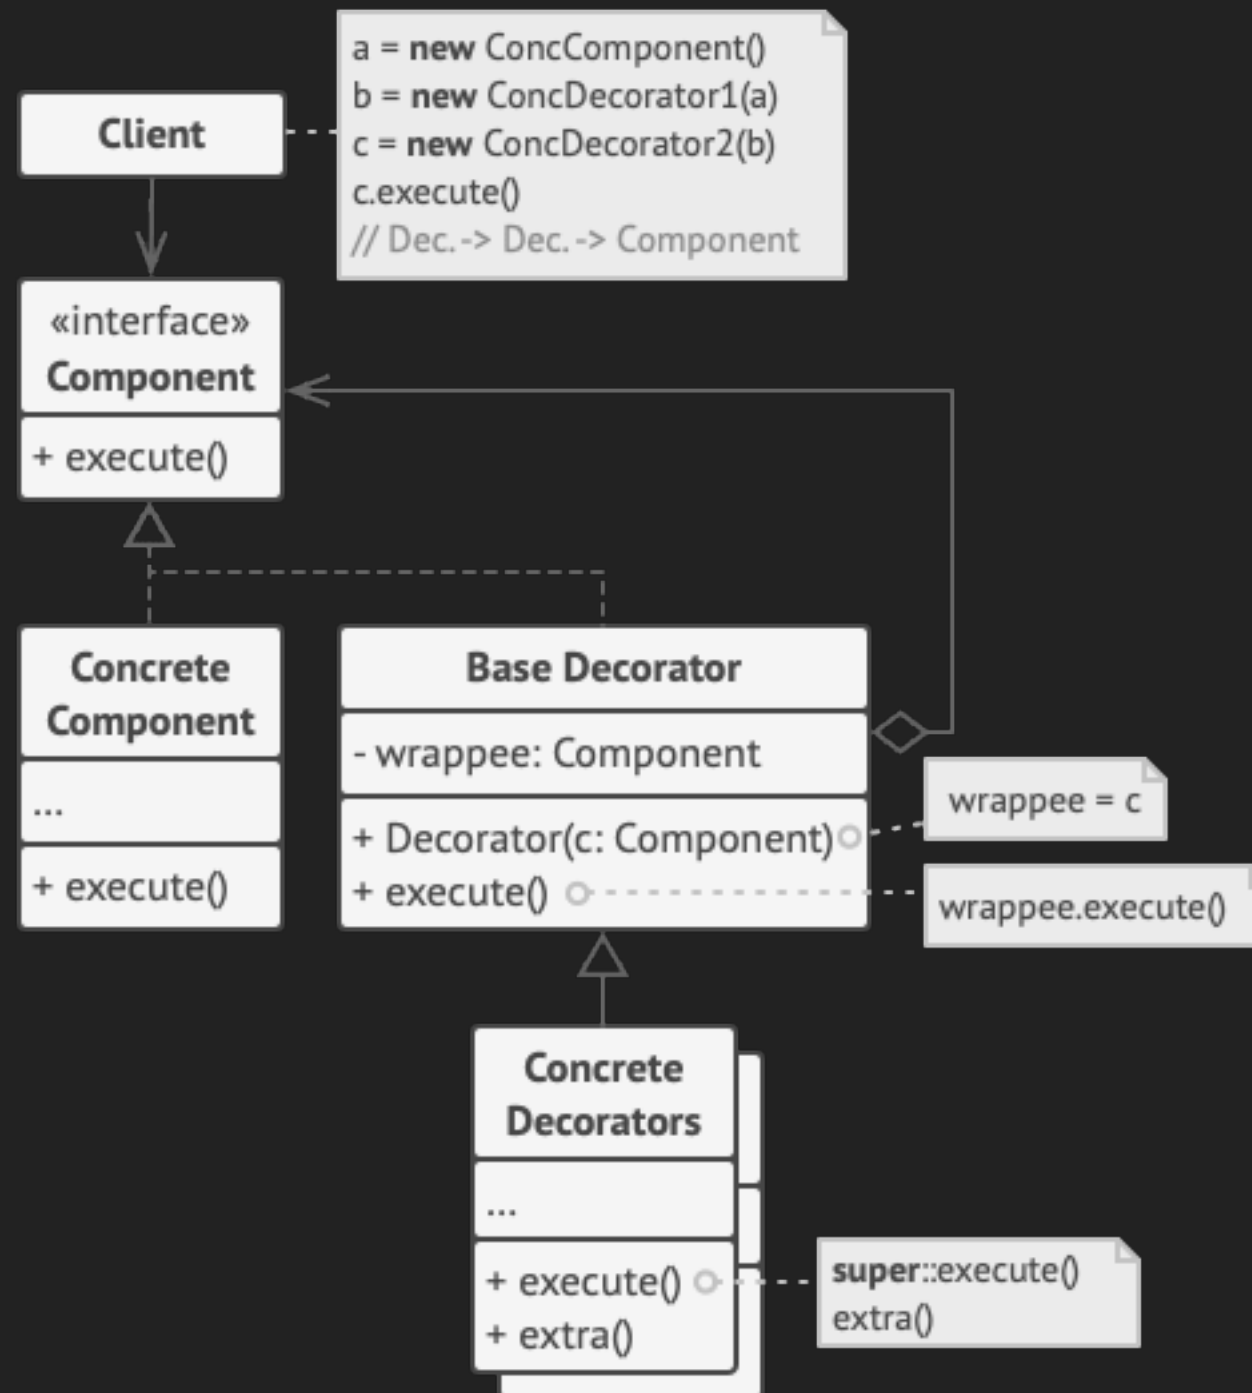 a = new ConcComponent()
b = new ConcDecorator1(a)
c = new ConcDecorator2(b)
c.execute()
// Dec. -> Dec. -> Component
Client
«interface»
Component
+ execute()
Concrete
Component
...
+ execute()
Base Decorator
- wrappee: Component
+ Decorator(c: Component)
+ execute()
wrappee = c
wrappee.execute()
Concrete
Decorators
...
+ execute()
+ extra()
super::execute()
extra()